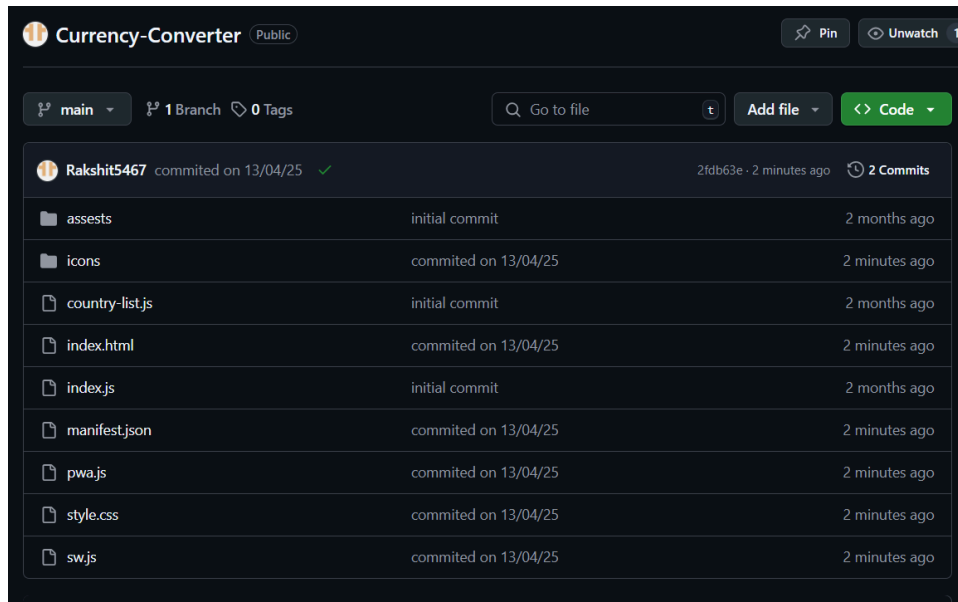 Currency-Converter Public Pin Unwatch 1
main 1 Branch 0 Tags Go to file t Add file Code
Rakshit5467 commited on 13/04/25 2fdb63e · 2 minutes ago 2 Commits
assests initial commit 2 months ago
icons commited on 13/04/25 2 minutes ago
country-list.js initial commit 2 months ago
index.html commited on 13/04/25 2 minutes ago
index.js initial commit 2 months ago
manifest.json commited on 13/04/25 2 minutes ago
pwa.js commited on 13/04/25 2 minutes ago
style.css commited on 13/04/25 2 minutes ago
sw.js commited on 13/04/25 2 minutes ago